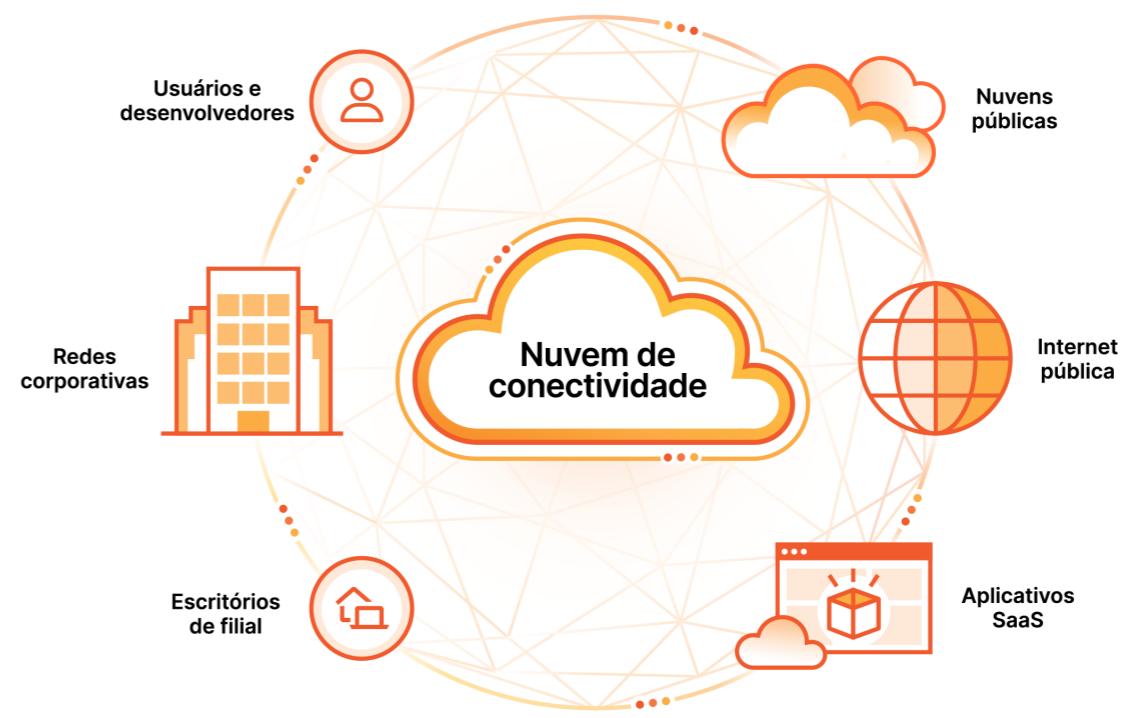 Usuários e
desenvolvedores
Nuvens
públicas
Nuvem de
conectividade
Redes
corporativas
Internet
pública
Escritórios
de filial
Aplicativos
SaaS